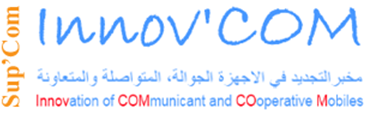 Sup'Com
Innov'COM
مخبر التجديد في الاجهزة الجوالة، المتواصلة والمتعاونة
Innovation of COMmunicant and COoperative Mobiles